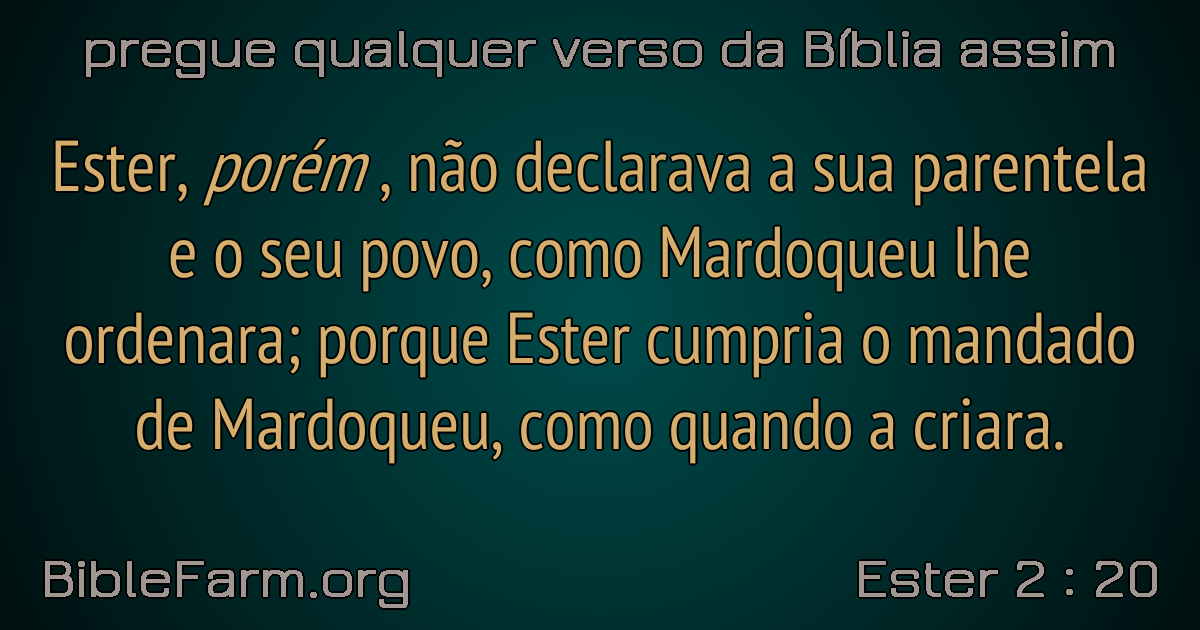 pregue qualquer verso da Bíblia assim
Ester, porém , não declarava a sua parentela
e o seu povo, como Mardoqueu lhe
ordenara; porque Ester cumpria o mandado
de Mardoqueu, como quando a criara.
BibleFarm.org
Ester 2 : 20